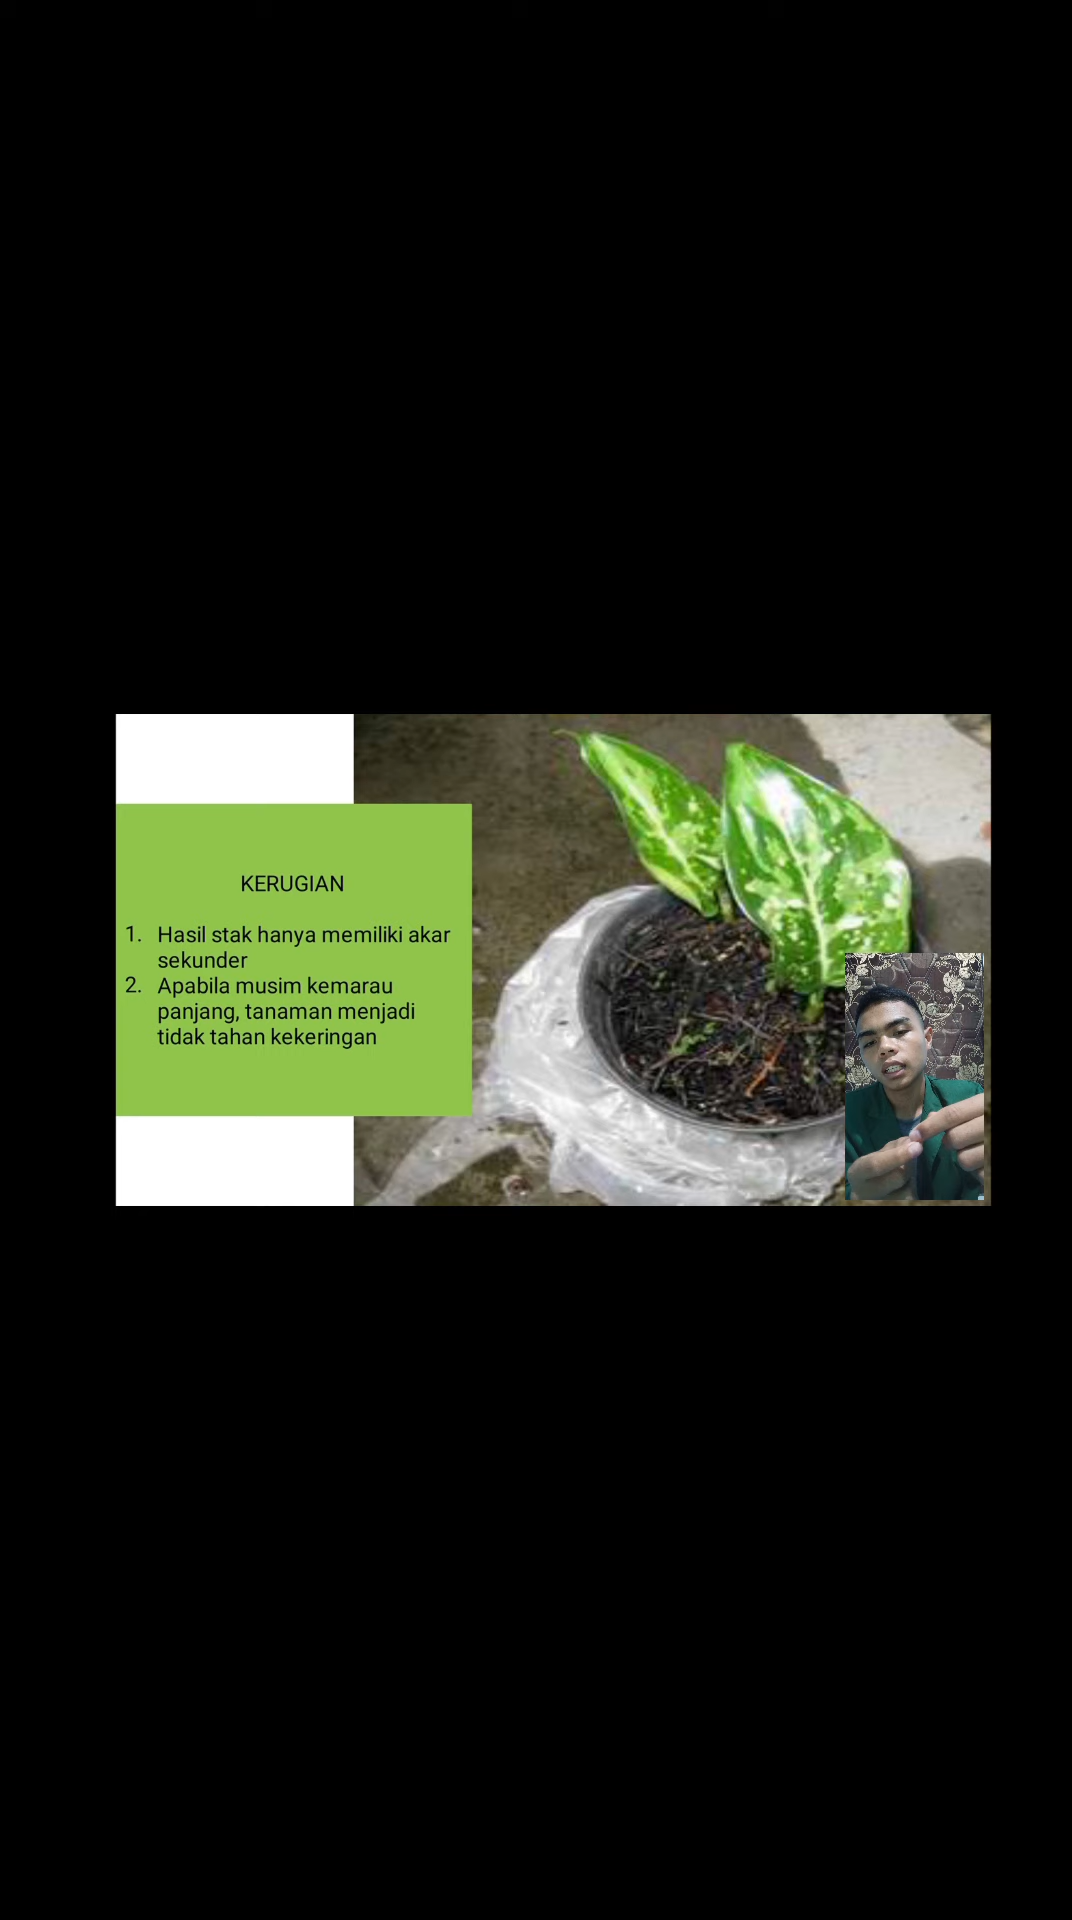 KERUGIAN
1. Hasil stak hanya memiliki akar
sekunder
2. Apabila musim kemarau
panjang, tanaman menjadi
tidak tahan kekeringan